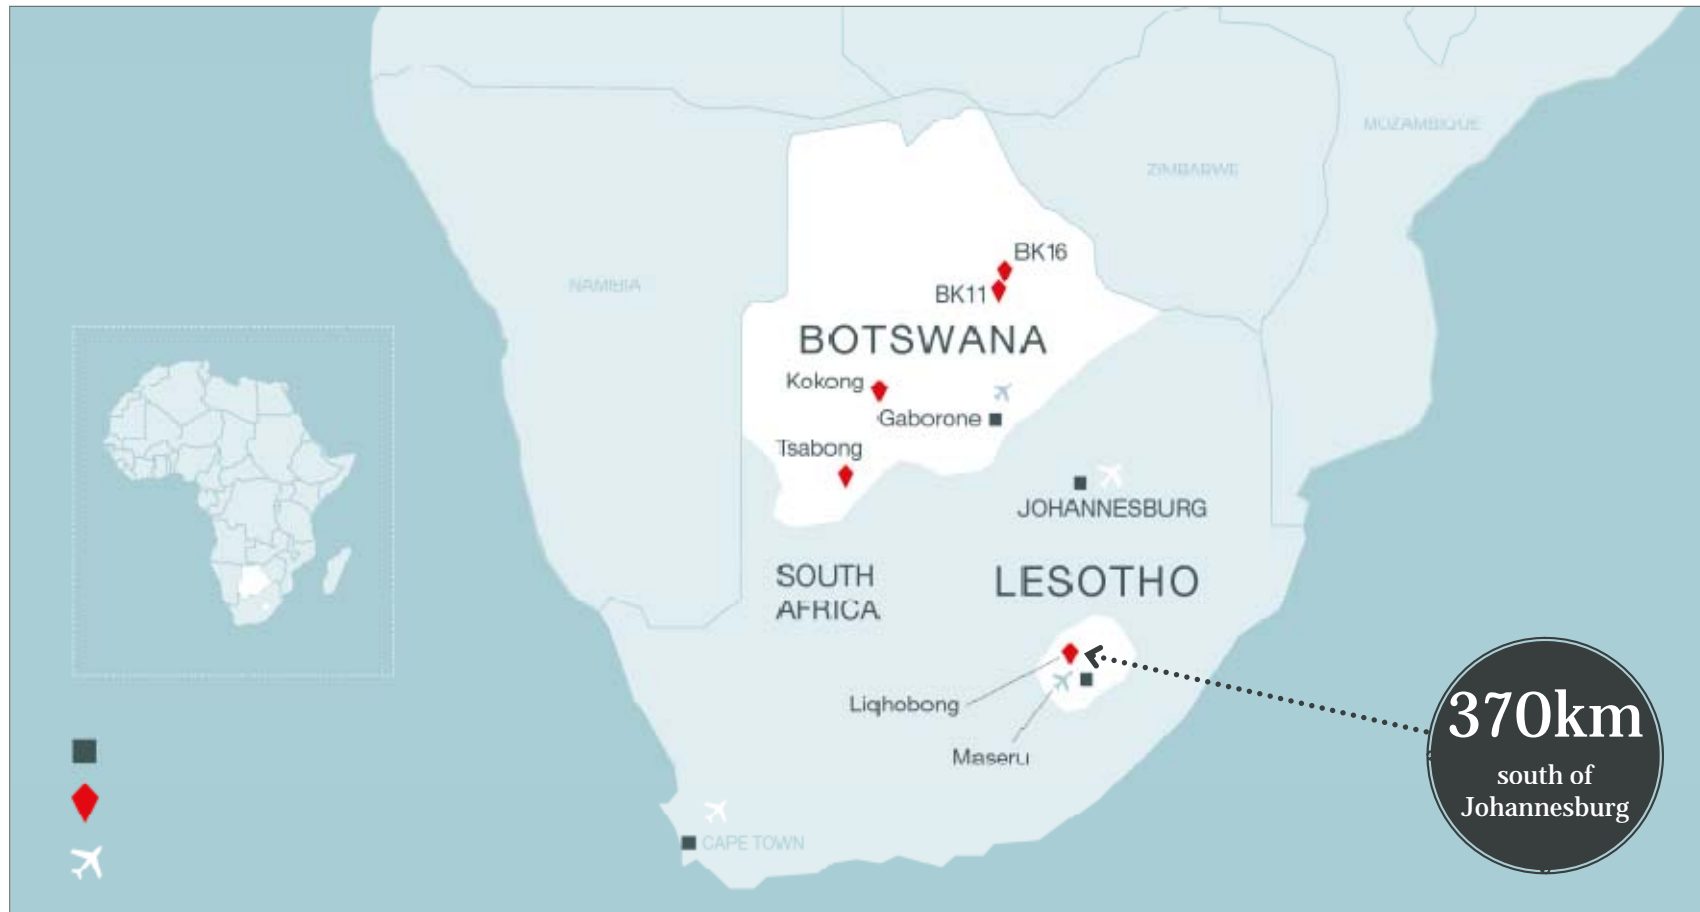 MOZAMBIQUE
ZIMBABWE
BK16
NAMIBIA
BK11
BOTSWANA
Kokong
Gaborone
Tsabong
JOHANNESBURG
SOUTH
AFRICA
LESOTHO
Liqhobong
Maseru
370km
south of
Johannesburg
CAPE TOWN